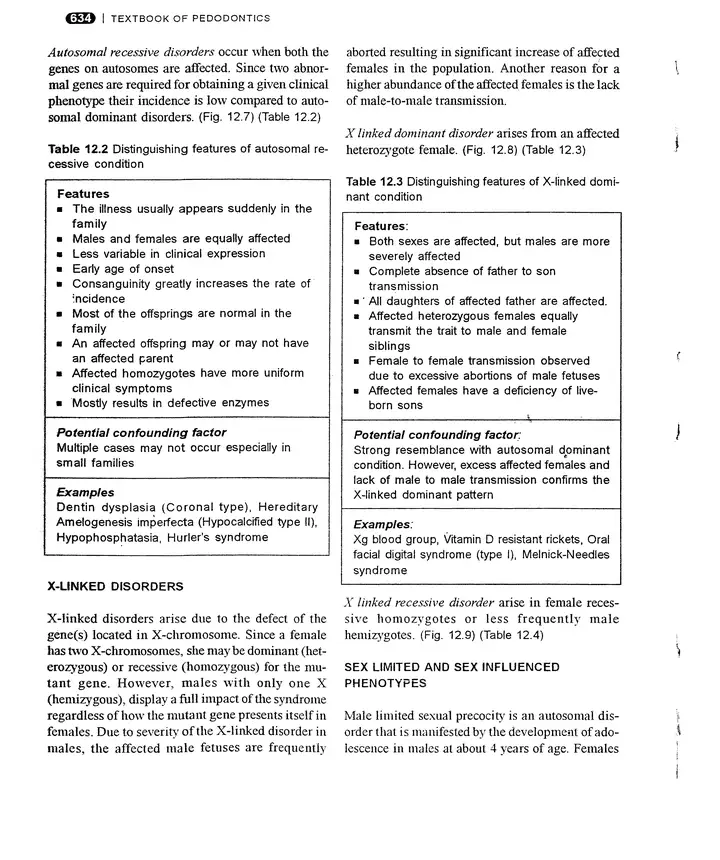 634 | TEXTBOOK OF PEDODONTICS
Autosomal recessive disorders occur when both the
genes on autosomes are affected. Since two abnor-
mal genes are required for obtaining a given clinical
phenotype their incidence is low compared to auto-
somal dominant disorders. (Fig. 12.7) (Table 12.2)
Table 12.2 Distinguishing features of autosomal re-
cessive condition
Features
▪ The illness usually appears suddenly in the
family
▪ Males and females are equally affected
▪ Less variable in clinical expression
▪ Early age of onset
▪ Consanguinity greatly increases the rate of
incidence
▪ Most of the offsprings are normal in the
family
▪ An affected offspring may or may not have
an affected parent
▪ Affected homozygotes have more uniform
clinical symptoms
▪ Mostly results in defective enzymes
Potential confounding factor
Multiple cases may not occur especially in
small families
Examples
Dentin dysplasia (Coronal type), Hereditary
Amelogenesis imperfecta (Hypocalcified type II),
Hypophosphatasia, Hurler's syndrome
X-LINKED DISORDERS
X-linked disorders arise due to the defect of the
gene(s) located in X-chromosome. Since a female
has two X-chromosomes, she may be dominant (het-
erozygous) or recessive (homozygous) for the mu-
tant gene. However, males with only one X
(hemizygous), display a full impact of the syndrome
regardless of how the mutant gene presents itself in
females. Due to severity of the X-linked disorder in
males, the affected male fetuses are frequently
aborted resulting in significant increase of affected
females in the population. Another reason for a
higher abundance of the affected females is the lack
of male-to-male transmission.
X linked dominant disorder arises from an affected
heterozygote female. (Fig. 12.8) (Table 12.3)
Table 12.3 Distinguishing features of X-linked domi-
nant condition
Features:
▪ Both sexes are affected, but males are more
severely affected
▪ Complete absence of father to son
transmission
▪ All daughters of affected father are affected.
▪ Affected heterozygous females equally
transmit the trait to male and female
siblings
▪ Female to female transmission observed
due to excessive abortions of male fetuses
▪ Affected females have a deficiency of live-
born sons
Potential confounding factor:
Strong resemblance with autosomal dominant
condition. However, excess affected females and
lack of male to male transmission confirms the
X-linked dominant pattern
Examples:
Xg blood group, Vitamin D resistant rickets, Oral
facial digital syndrome (type I), Melnick-Needles
syndrome
X linked recessive disorder arise in female reces-
sive homozygotes or less frequently male
hemizygotes. (Fig. 12.9) (Table 12.4)
SEX LIMITED AND SEX INFLUENCED
PHENOTYPES
Male limited sexual precocity is an autosomal dis-
order that is manifested by the development of ado-
lescence in males at about 4 years of age. Females